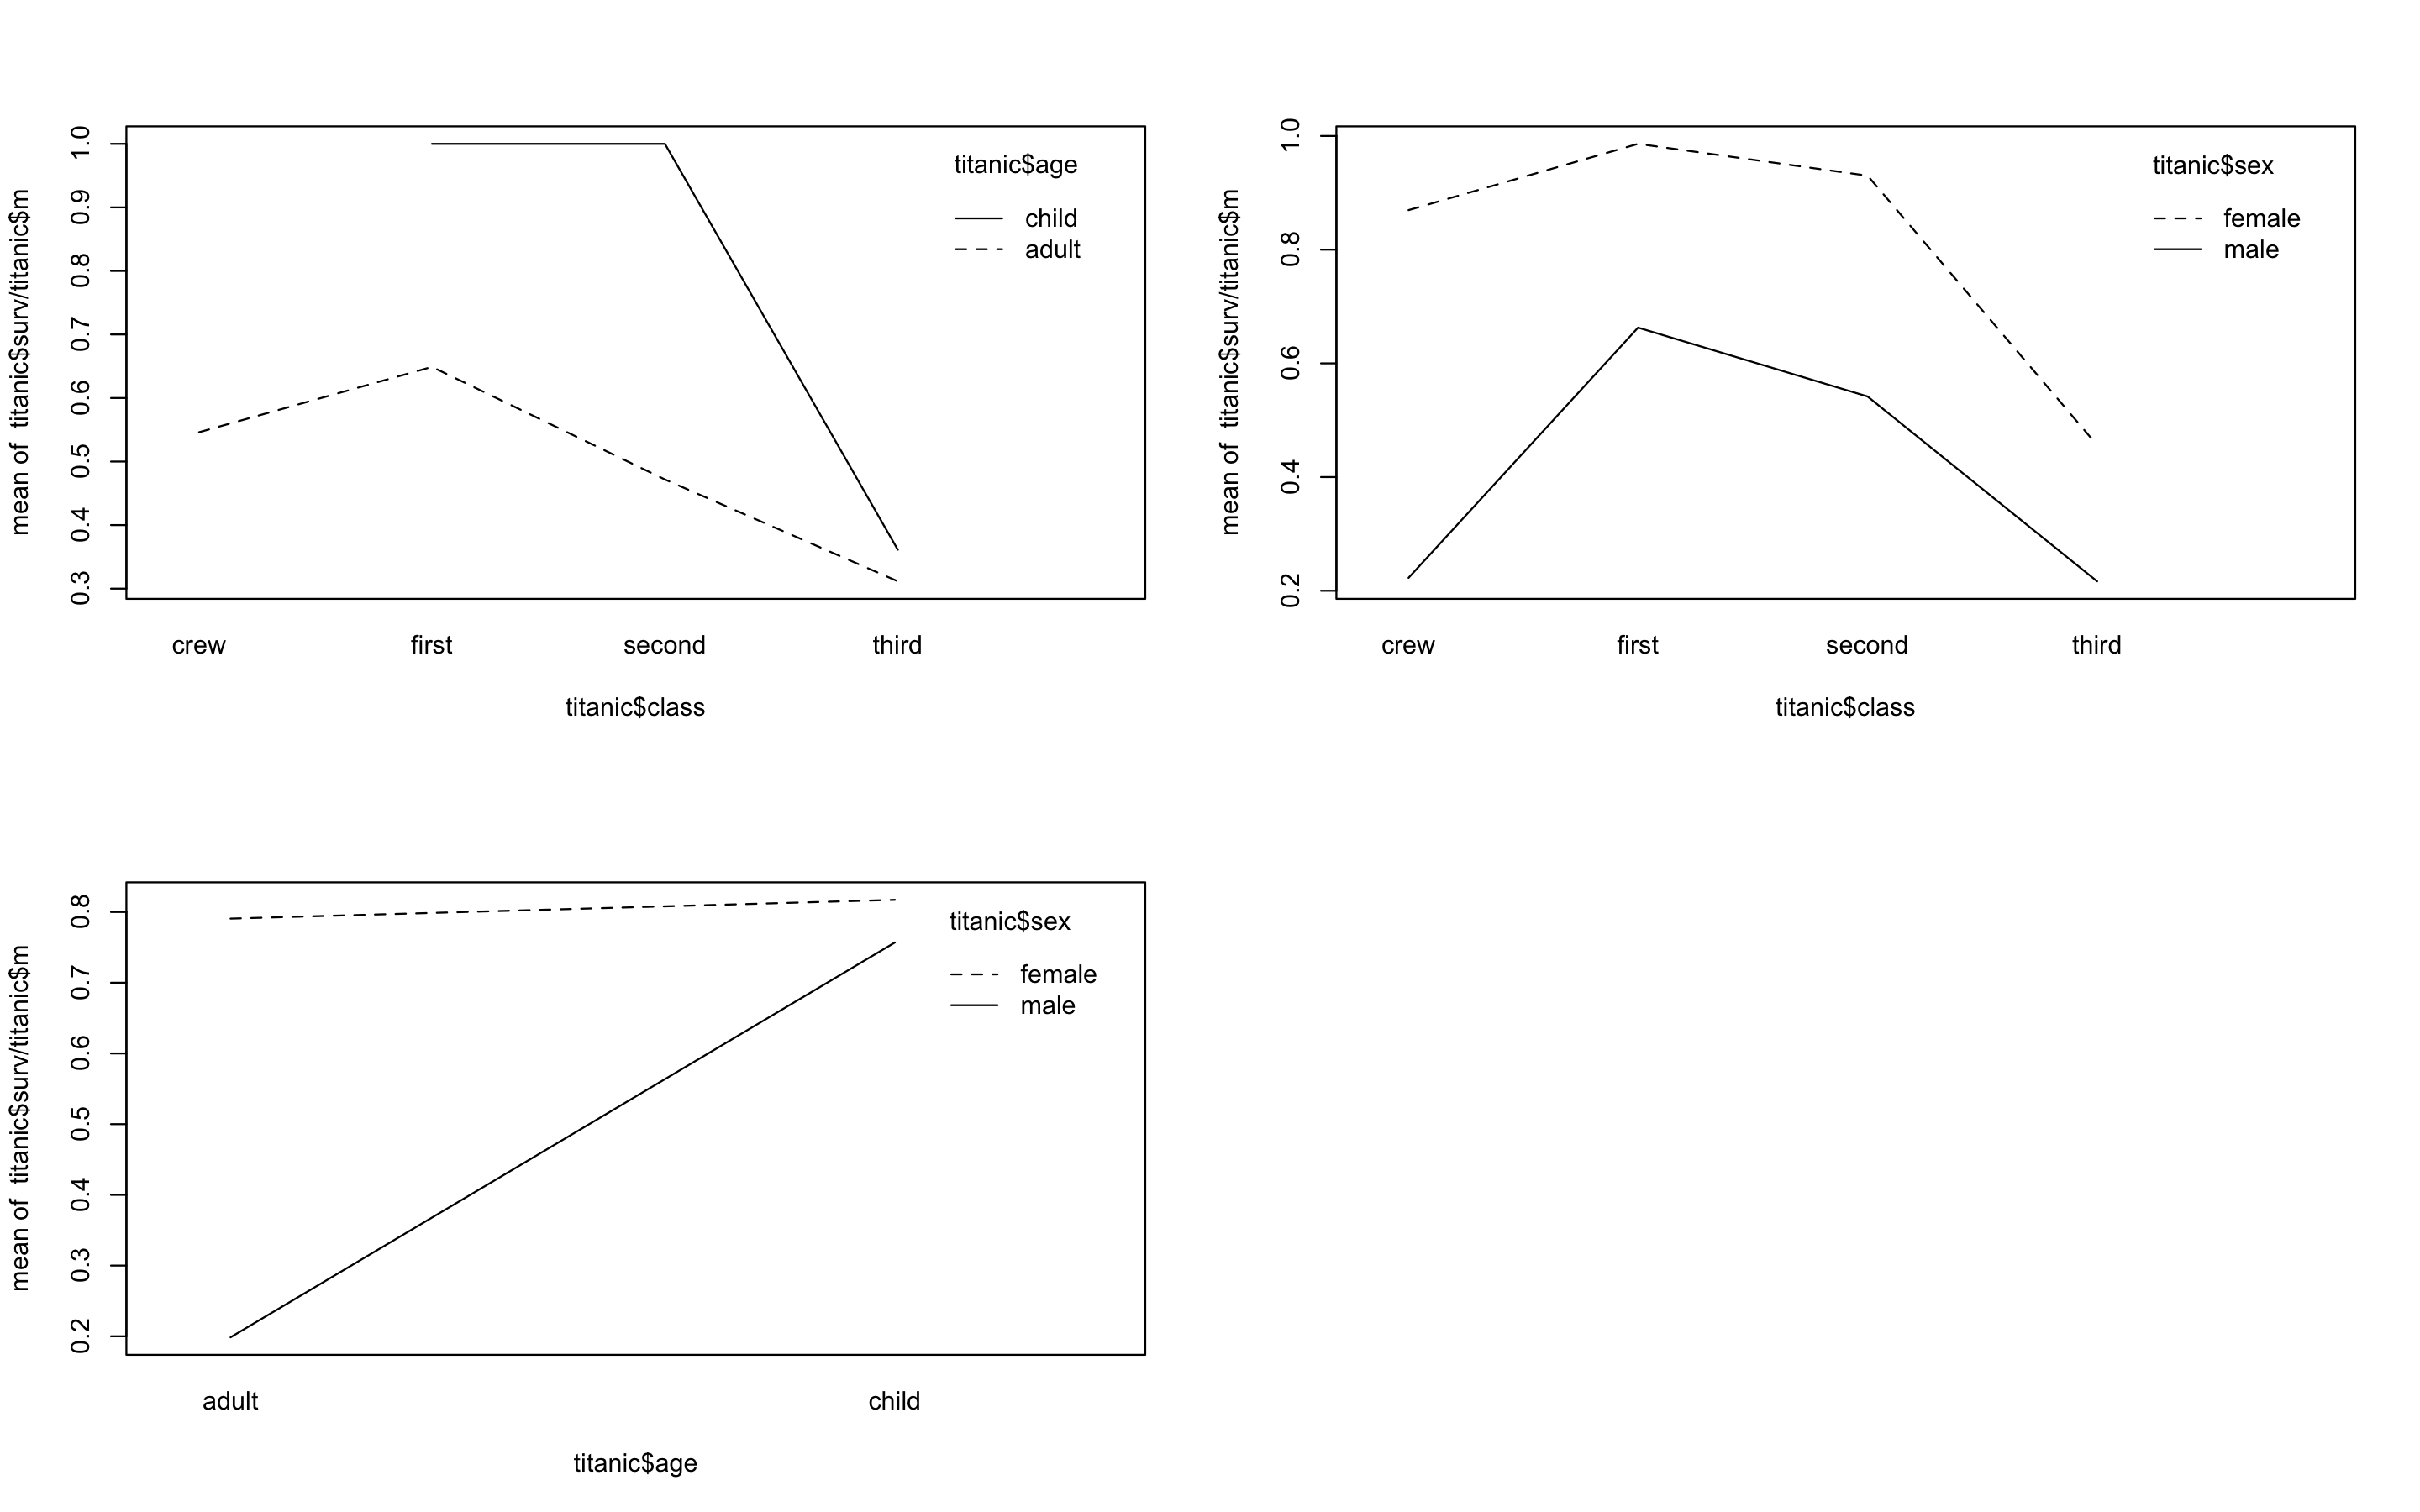 mean of  titanic$surv/titanic$m
1.0
0.9
0.8
0.7
0.6
0.5
0.4
0.3
titanic$age
child
adult
crew first second third
titanic$class
mean of  titanic$surv/titanic$m
1.0
0.8
0.6
0.4
0.2
titanic$sex
female
male
crew first second third
titanic$class
mean of  titanic$surv/titanic$m
0.8
0.7
0.6
0.5
0.4
0.3
0.2
titanic$sex
female
male
adult child
titanic$age